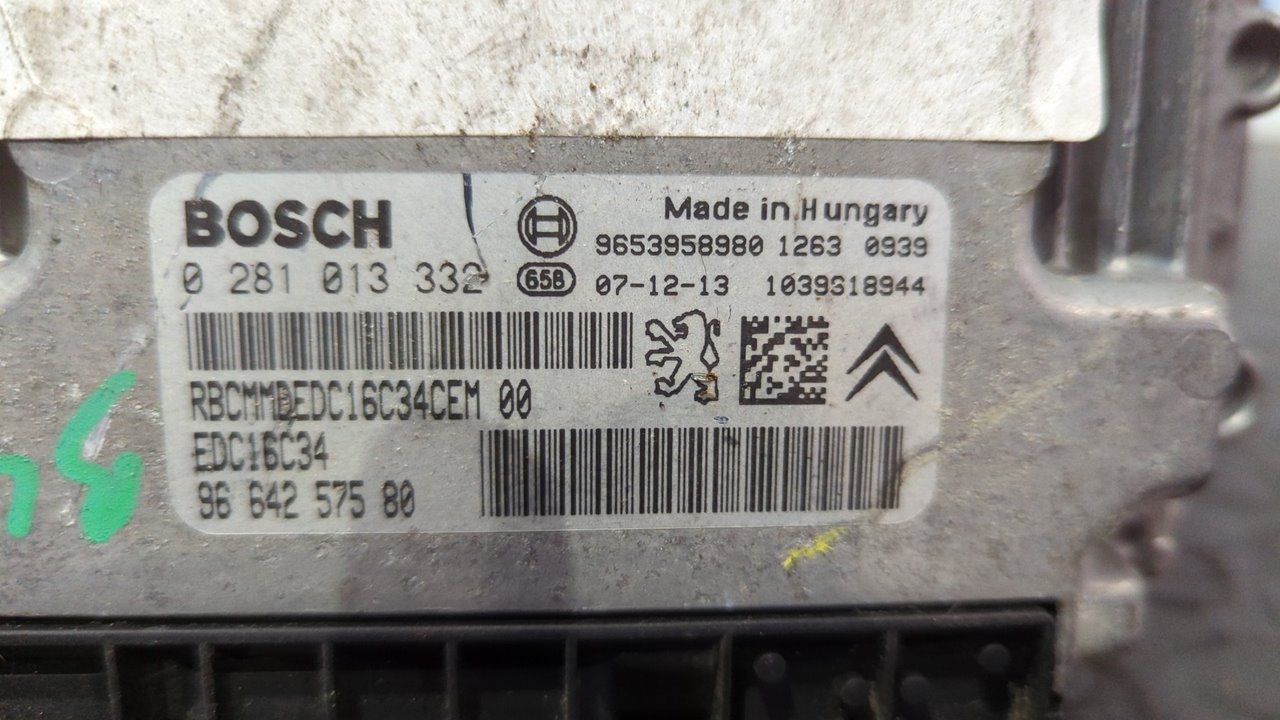 BOSCH
Made in Hungary
9653958980 1263 0939
0 281 013 332 658 07-12-13 1039S18944
RBCMMDEDC16C34CEM 00
EDC16C34
96 642 575 80